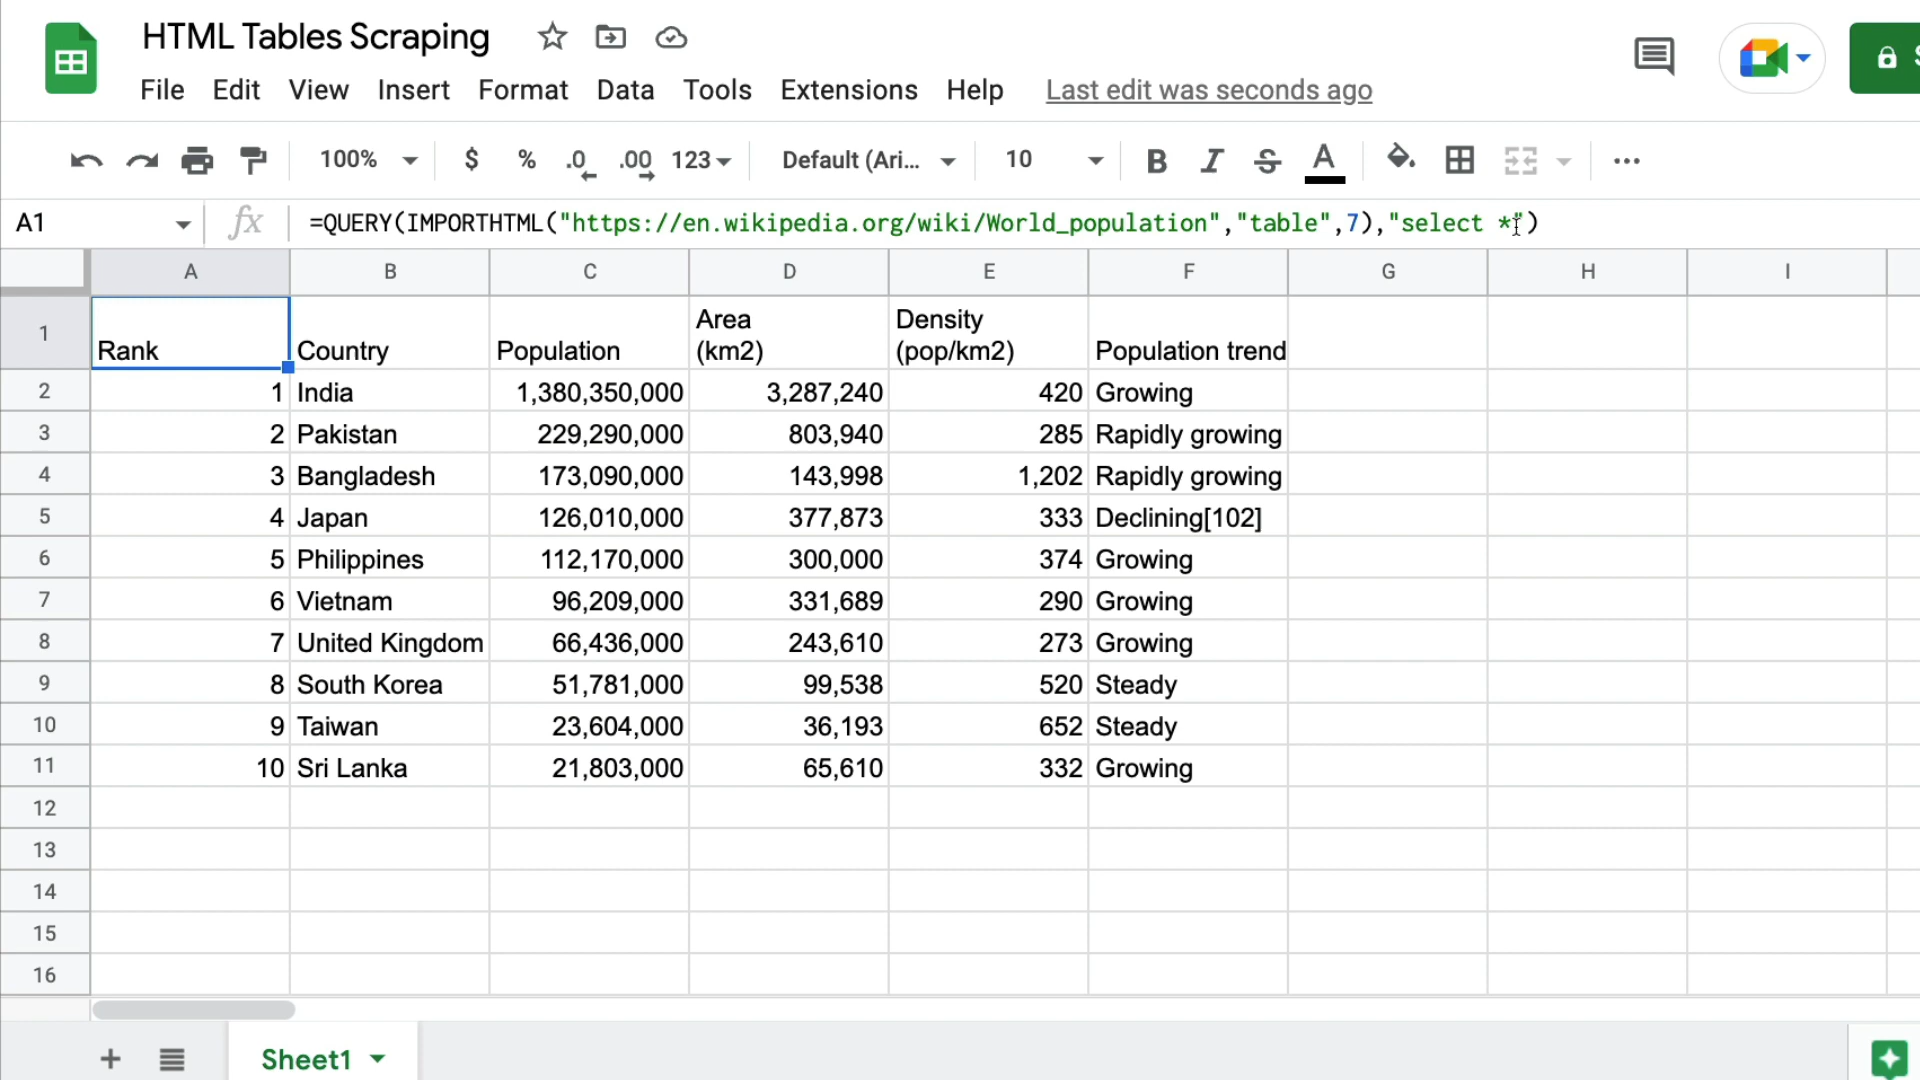 HTML Tables Scraping
File Edit View Insert Format Data Tools Extensions Help Last edit was seconds ago
100% $ % .0 .00 123 Default (Ari... 10 B I S A
A1 fx =QUERY(IMPORTHTML("https://en.wikipedia.org/wiki/World_population","table",7),"select *")
A B C D E F G H I
1 Rank Country Population Area (km2) Density (pop/km2) Population trend
2 1 India 1,380,350,000 3,287,240 420 Growing
3 2 Pakistan 229,290,000 803,940 285 Rapidly growing
4 3 Bangladesh 173,090,000 143,998 1,202 Rapidly growing
5 4 Japan 126,010,000 377,873 333 Declining[102]
6 5 Philippines 112,170,000 300,000 374 Growing
7 6 Vietnam 96,209,000 331,689 290 Growing
8 7 United Kingdom 66,436,000 243,610 273 Growing
9 8 South Korea 51,781,000 99,538 520 Steady
10 9 Taiwan 23,604,000 36,193 652 Steady
11 10 Sri Lanka 21,803,000 65,610 332 Growing
12
13
14
15
16
Sheet1